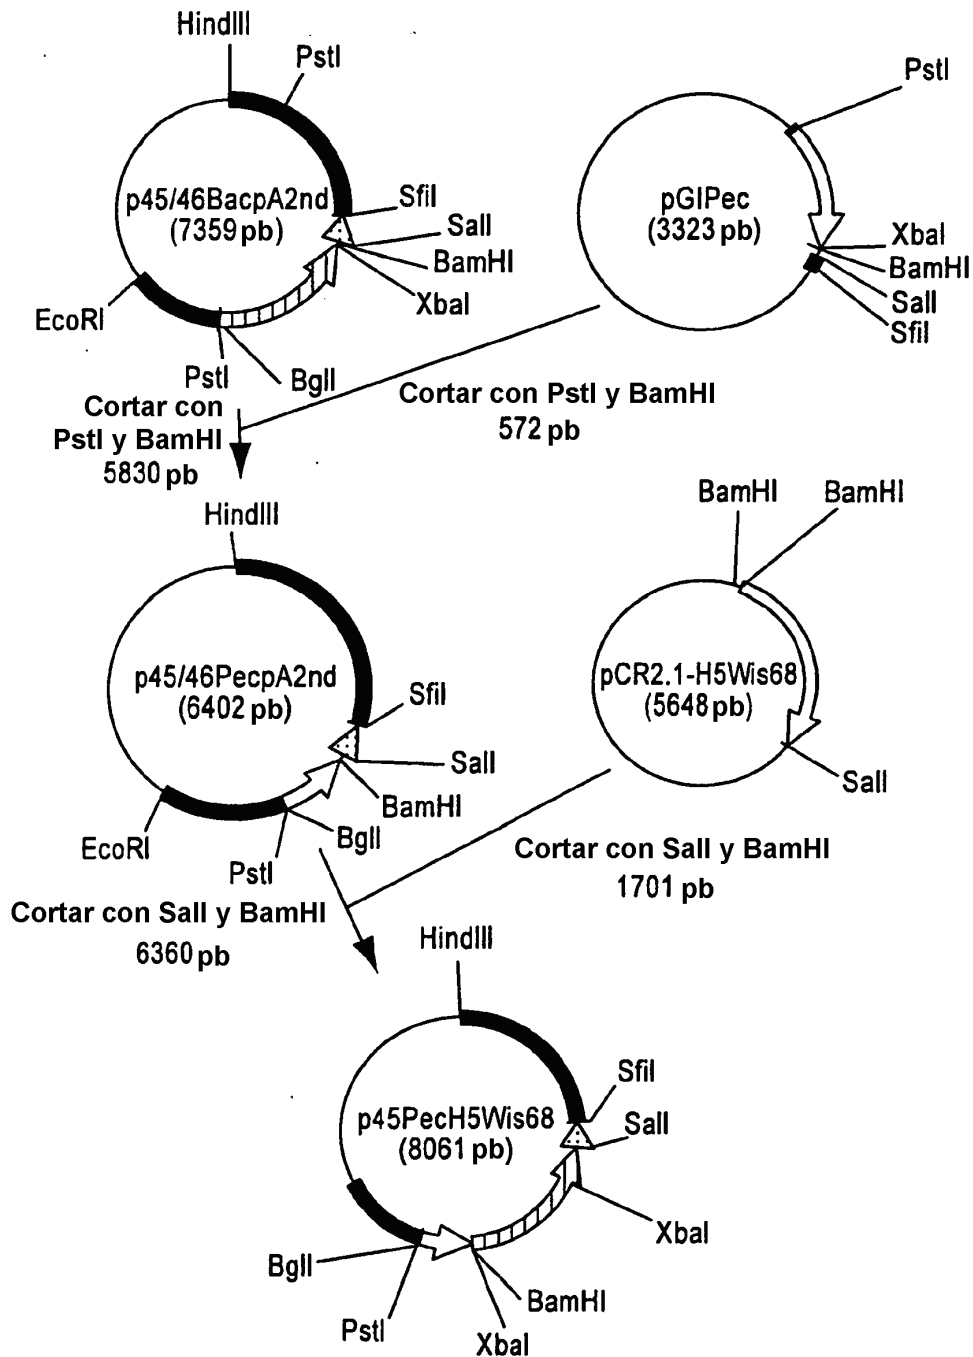 HindIII
PstI
p45/46BacpA2nd
(7359 pb)
SfiI
SalI
BamHI
XbaI
EcoRI
PstI
BglI
PstI
pGIPec
(3323 pb)
XbaI
BamHI
SalI
SfiI
Cortar con
PstI y BamHI
5830 pb
Cortar con PstI y BamHI
572 pb
HindIII
p45/46PecpA2nd
(6402 pb)
SfiI
SalI
BamHI
BglI
PstI
EcoRI
BamHI
BamHI
pCR2.1-H5Wis68
(5648 pb)
SalI
Cortar con SalI y BamHI
6360 pb
Cortar con SalI y BamHI
1701 pb
HindIII
p45PecH5Wis68
(8061 pb)
SfiI
SalI
XbaI
BglI
PstI
BamHI
XbaI